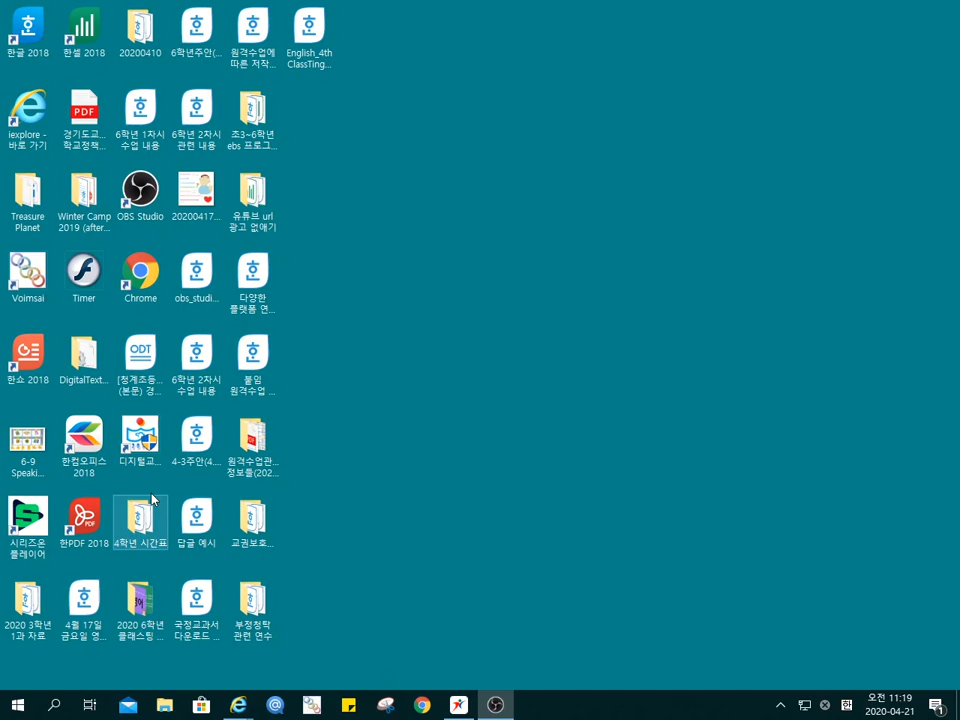 한글 2018
한셀 2018
20200410
6학년주안(...
원격수업에
따른 저작...
English_4th
ClassTing...
iexplore -
바로 가기
PDF
경기도교...
학교정책...
6학년 1차시
수업 내용
6학년 2차시
관련 내용
초3~6학년
ebs 프로그...
Treasure
Planet
Winter Camp
2019 (after...
OBS Studio
20200417...
유튜브 url
광고 없애기
Voimsai
Timer
Chrome
obs_studi...
다양한
플랫폼 연...
한쇼 2018
DigitalText...
ODT
[청계초등...
(본문) 경...
6학년 2차시
수업 내용
붙임
원격수업 ...
6-9
Speaki...
한컴오피스
2018
디지털교...
4-3주안(4....
원격수업관...
정보들(202...
시리즈온
플레이어
PDF
한PDF 2018
4학년 시간표
답글 예시
교권보호...
2020 3학년
1과 자료
4월 17일
금요일 영...
2020 6학년
클래스팅 ...
국정교과서
다운로드 ...
부정청탁
관련 연수
한
오전 11:19
2020-04-21
1